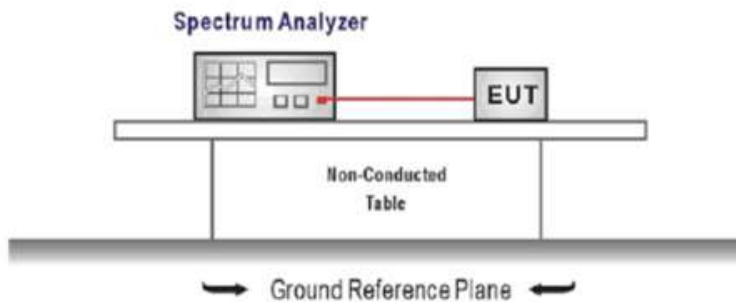 Spectrum Analyzer
EUT
Non-Conducted
Table
Ground Reference Plane